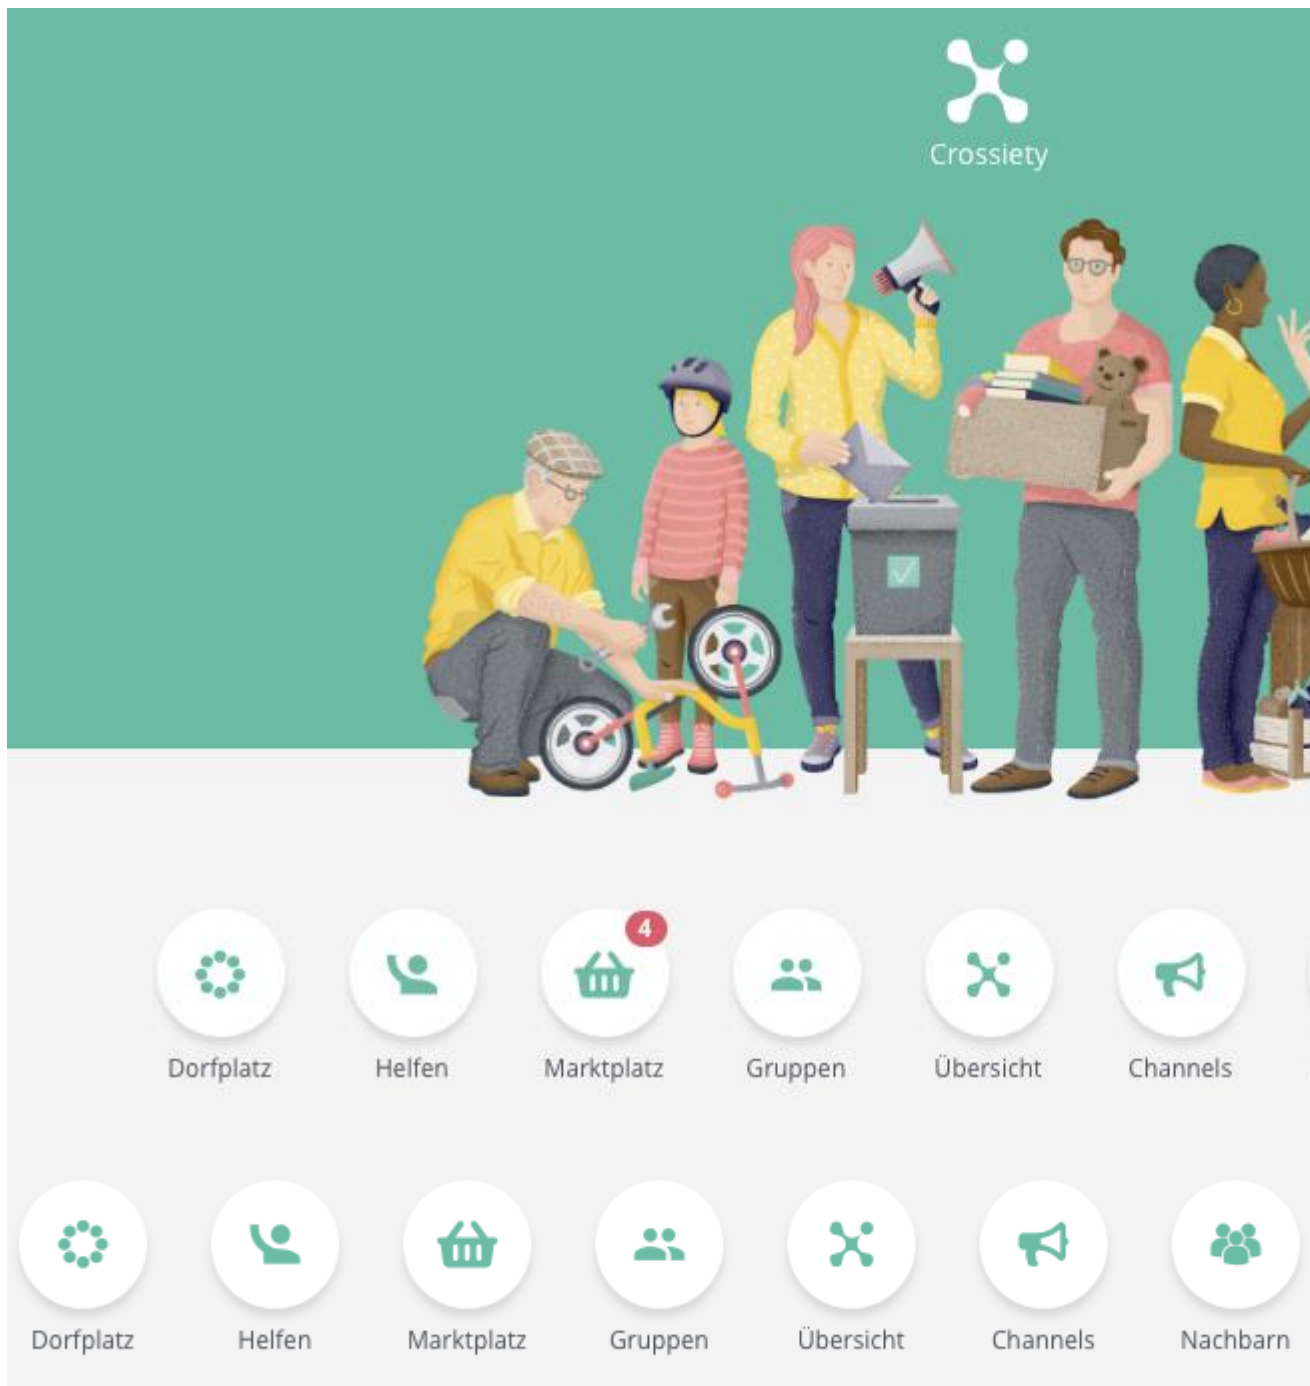 Crossiety
4
Dorfplatz Helfen Marktplatz Gruppen Übersicht Channels
Dorfplatz Helfen Marktplatz Gruppen Übersicht Channels Nachbarn